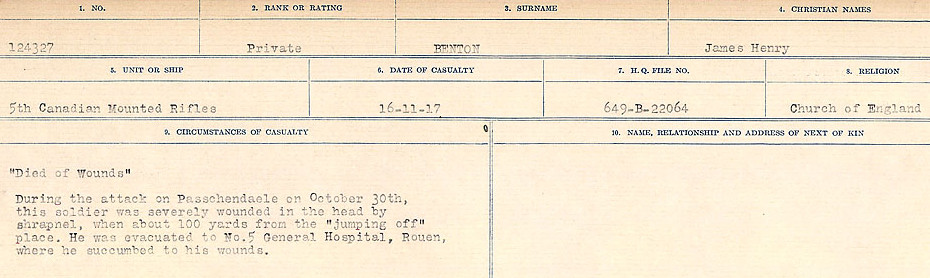 1. NO. 2. RANK OR RATING 3. SURNAME 4. CHRISTIAN NAMES
124327 Private BENTON James Henry
5. UNIT OR SHIP 6. DATE OF CASUALTY 7. H. Q. FILE NO. 8. RELIGION
5th Canadian Mounted Rifles 16-11-17 649-B-22064 Church of England
9. CIRCUMSTANCES OF CASUALTY 10. NAME, RELATIONSHIP AND ADDRESS OF NEXT OF KIN
"Died of Wounds"
During the attack on Passchendaele on October 30th,
this soldier was severely wounded in the head by
shrapnel, when about 100 yards from the "jumping off"
place. He was evacuated to No.5 General Hospital, Rouen,
where he succumbed to his wounds.